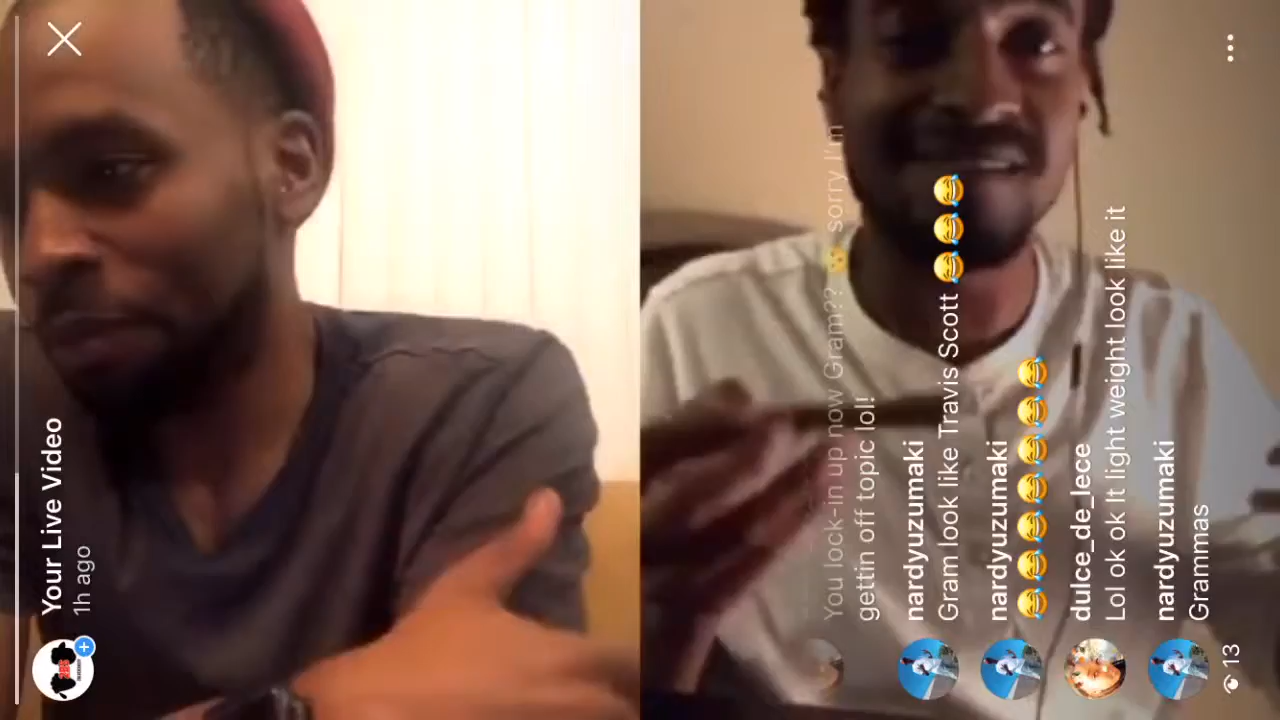 Your Live Video
1h ago
You lock-in up now Gram?? 😕 sorry I'm
gettin off topic lol!
nardyuzumaki
Gram look like Travis Scott 😂😂😂😂
nardyuzumaki
😂😂😂😂😂😂😂
dulce_de_lece
Lol ok ok It light weight look like it
nardyuzumaki
Grammas
13